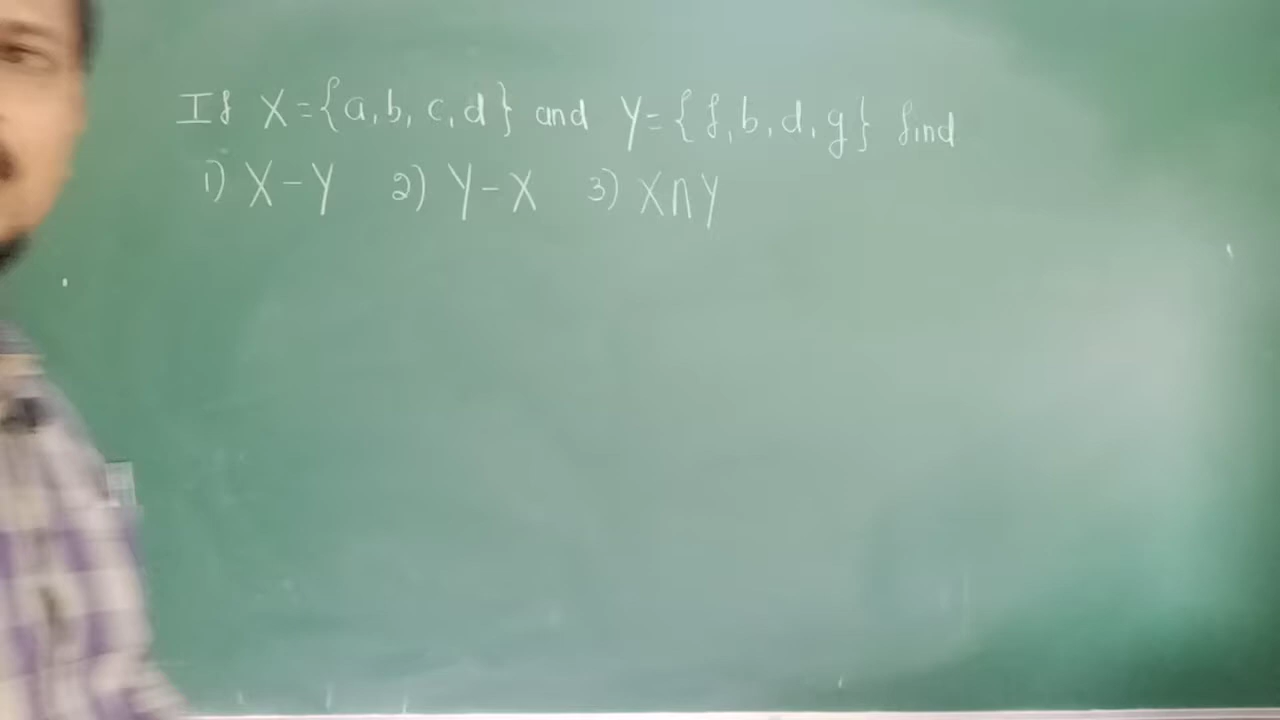 If X={a,b,c,d} and Y={f,b,d,g} find
1) X-Y 2) Y-X 3) X∩Y